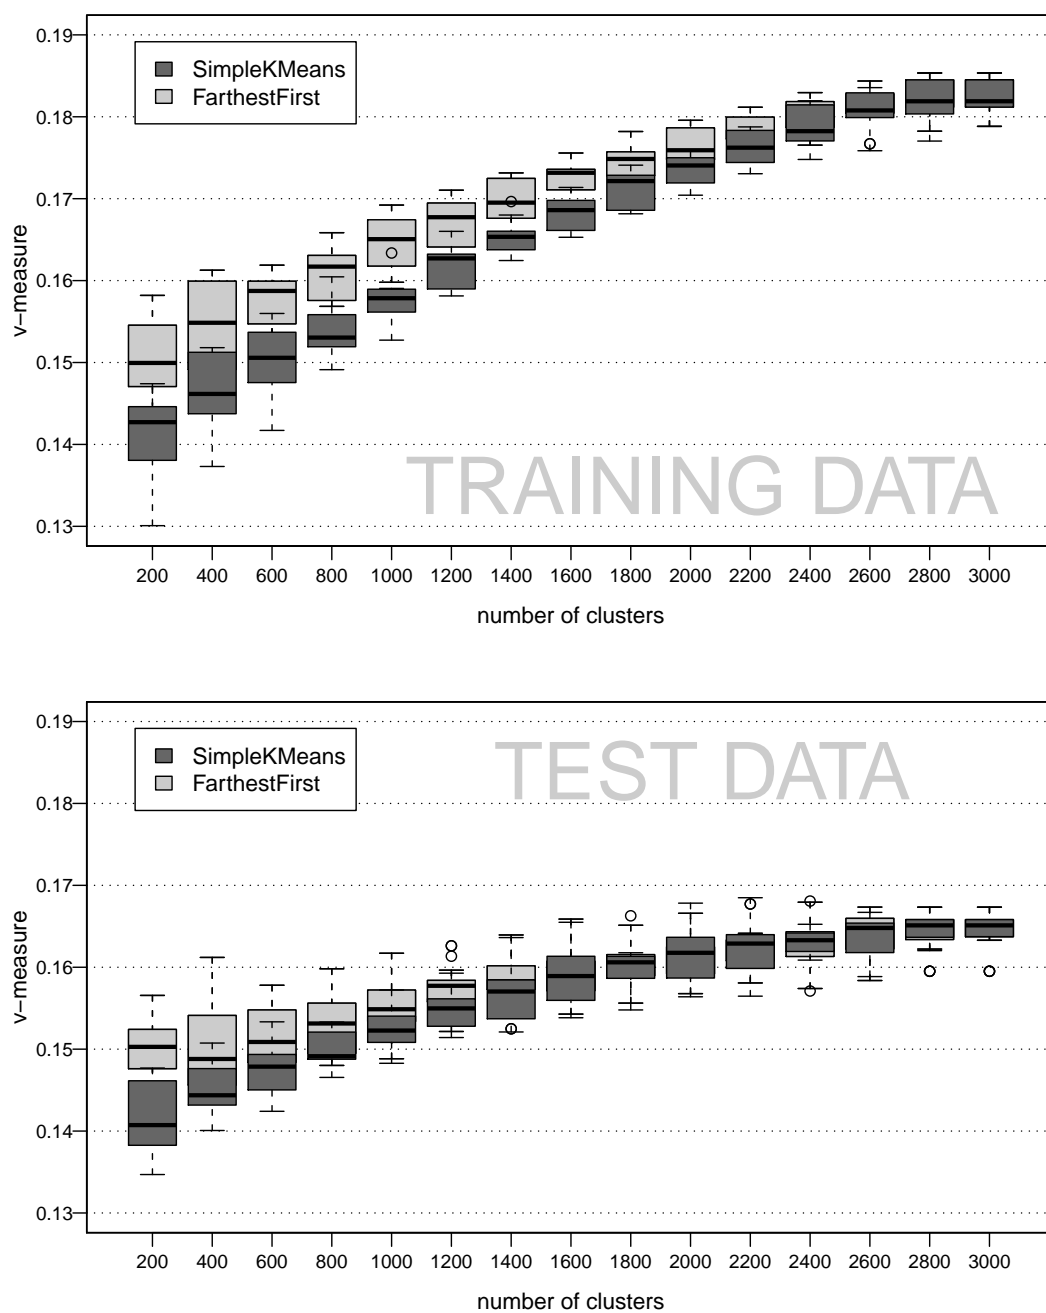 0.19
SimpleKMeans
FarthestFirst
0.18
0.17
0.16
v−measure
0.15
0.14
TRAINING DATA
0.13
200 400 600 800 1000 1200 1400 1600 1800 2000 2200 2400 2600 2800 3000
number of clusters
0.19
SimpleKMeans
TEST DATA
FarthestFirst
0.18
0.17
0.16
v−measure
0.15
0.14
0.13
200 400 600 800 1000 1200 1400 1600 1800 2000 2200 2400 2600 2800 3000
number of clusters